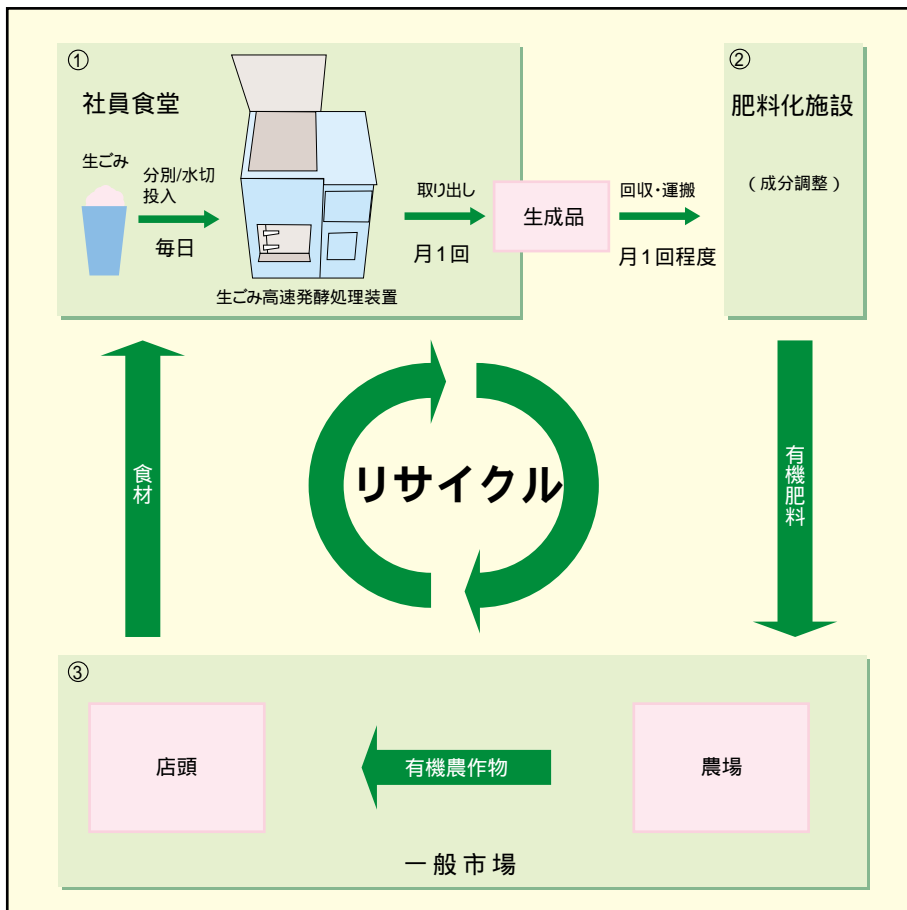 ①
社員食堂
生ごみ
分別/水切
投入
毎日
生ごみ高速発酵処理装置
取り出し
月1回
生成品
回収・運搬
月1回程度
②
肥料化施設
(成分調整)
食材
リサイクル
有機肥料
③
店頭
有機農作物
農場
一般市場